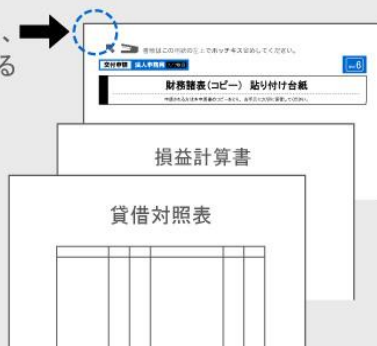 、
る
書類はこの台紙の左上でホッチキス留めしてください。
交付申請 法人申請用
6
財務諸表(コピー) 貼り付け台紙
損益計算書
貸借対照表